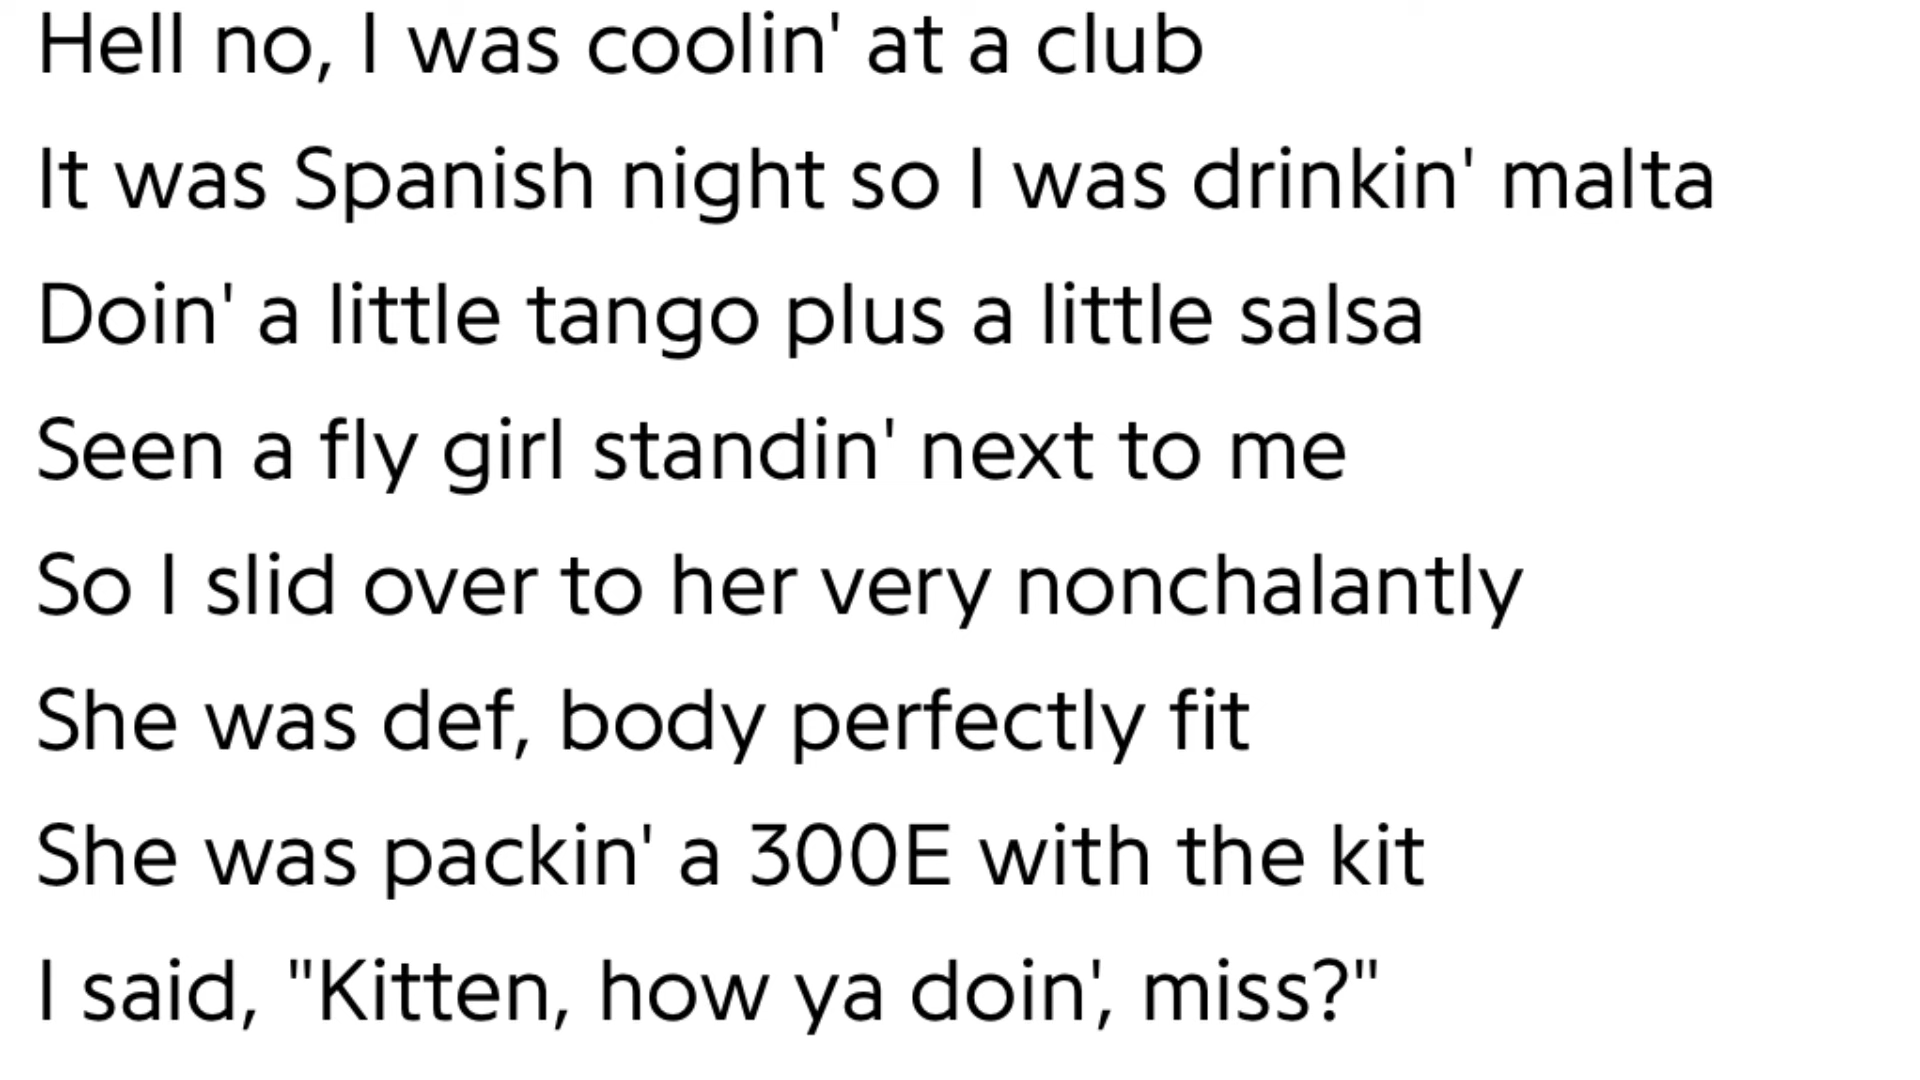 Hell no, I was coolin' at a club
It was Spanish night so I was drinkin' malta
Doin' a little tango plus a little salsa
Seen a fly girl standin' next to me
So I slid over to her very nonchalantly
She was def, body perfectly fit
She was packin' a 300E with the kit
I said, "Kitten, how ya doin', miss?"